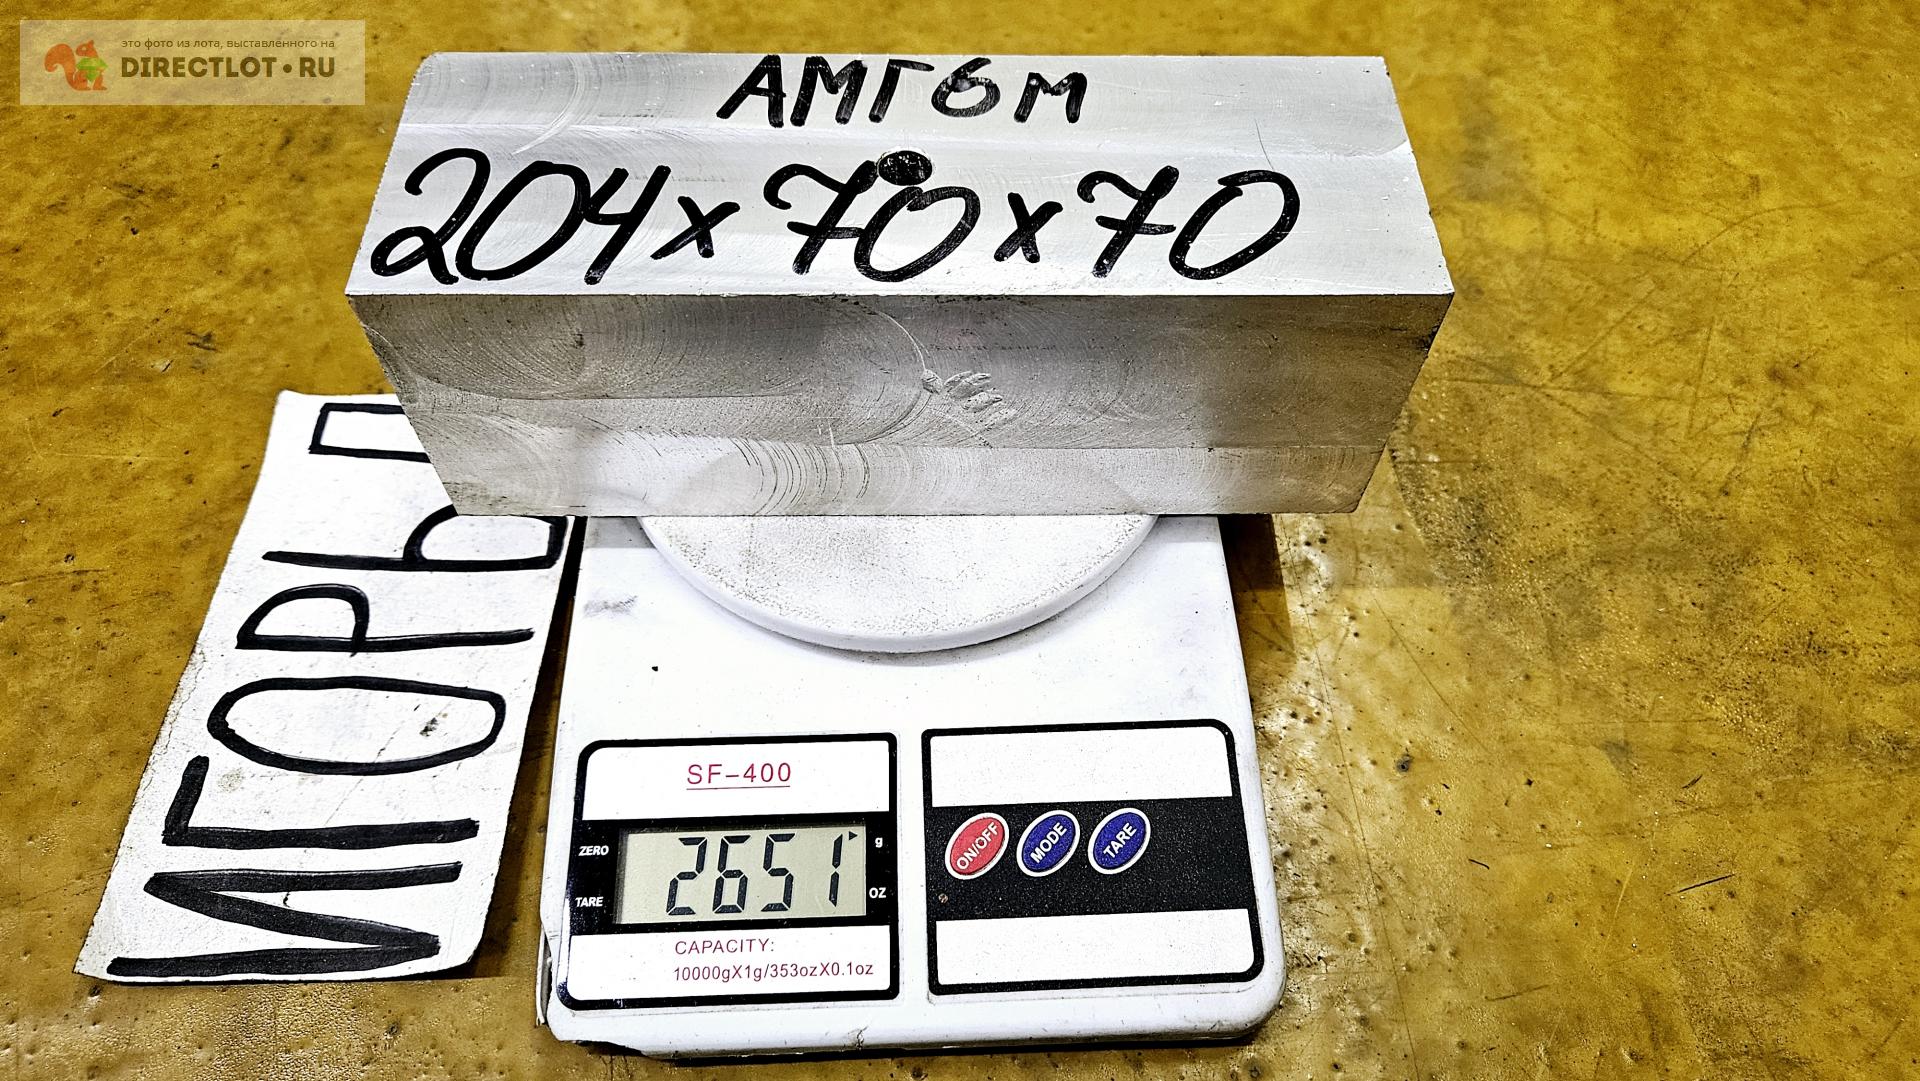 это фото из лота, выставленного на
DIRECTLOT•RU
АМГ6М
204х70х70
ИГОРЬ
SF-400
ZERO
TARE
2651
g
OZ
CAPACITY:
10000gX1g/353ozX0.1oz
ON/OFF
MODE
TARE